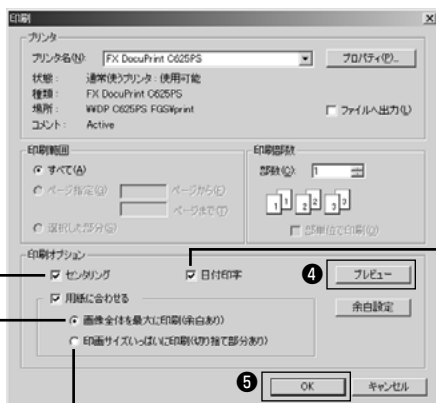 印刷
プリンタ
プリンタ名(N): FX DocuPrint C625PS プロパティ(P)...
状態: 通常使うプリンタ : 使用可能
種類: FX DocuPrint C625PS
場所: ¥¥DP C625PS FGS¥print
コメント: Active
ファイルへ出力(L)
印刷範囲
すべて(A)
ページ指定(G) ページから(F)
ページまで(T)
選択した部分(S)
印刷部数
部数(C): 1
1 1 2 2 3 3
部単位で印刷(O)
印刷オプション
センタリング
日付印字
④ プレビュー
用紙に合わせる
余白設定
画像全体を最大に印刷(余白あり)
印画サイズいっぱいに印刷(切り捨て部分あり)
⑤ OK キャンセル